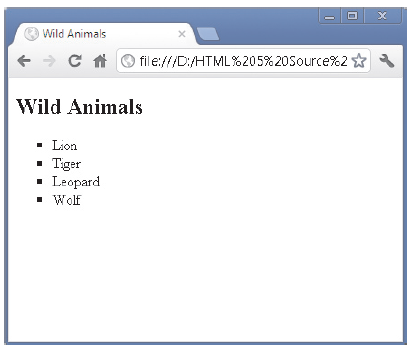 Wild Animals
file:///D:/HTML%205%20Source%2
Wild Animals
Lion
Tiger
Leopard
Wolf